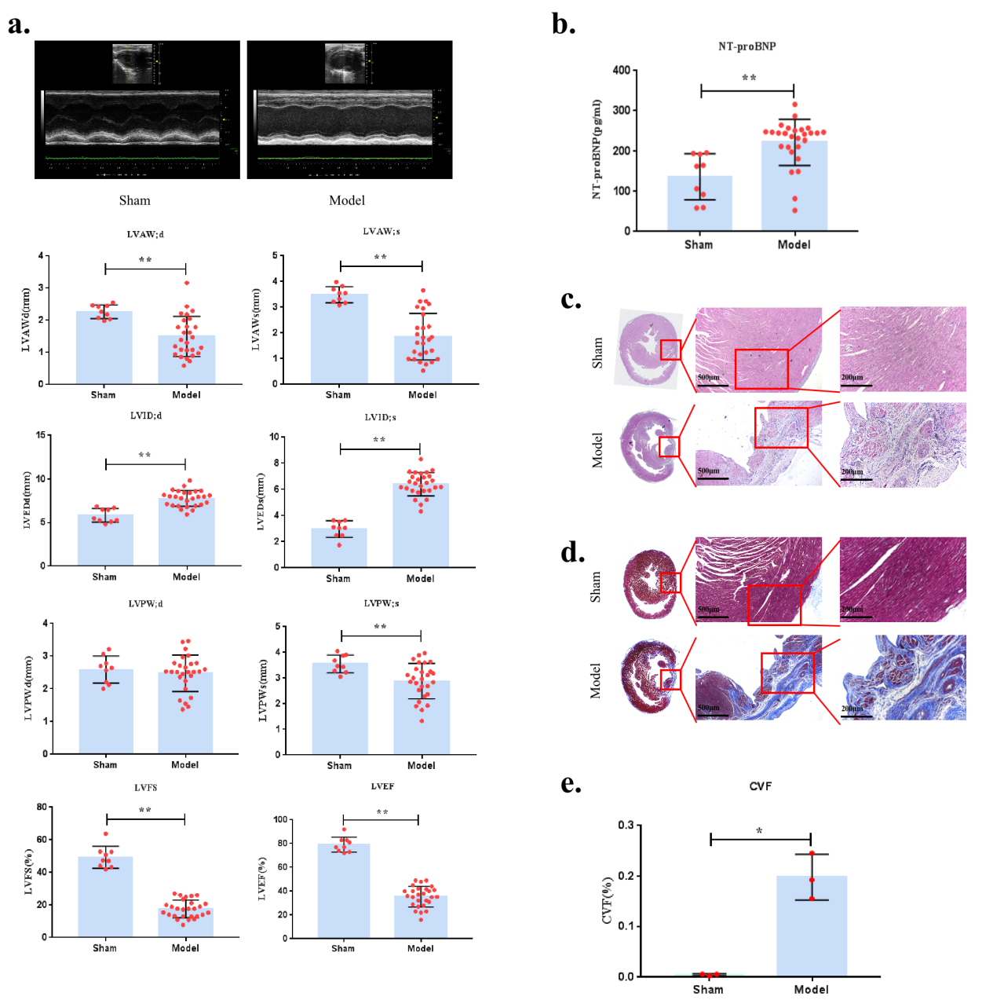 a.
Sham
Model
LVAW;d
LVAWd(mm)
4
3
2
1
0
**
Sham
Model
LVAW;s
LVAWs(mm)
5
4
3
2
1
0
**
Sham
Model
LVID;d
LVEDd(mm)
15
10
5
0
**
Sham
Model
LVID;s
LVEDs(mm)
10
8
6
4
2
0
**
Sham
Model
LVPW;d
LVPWd(mm)
4
3
2
1
0
Sham
Model
LVPW;s
LVPWs(mm)
5
4
3
2
1
0
**
Sham
Model
LVFS
LVFS(%)
80
60
40
20
0
**
Sham
Model
LVEF
LVEF(%)
100
80
60
40
20
0
**
Sham
Model
b.
NT-proBNP
NT-proBNP(pg/ml)
400
300
200
100
0
**
Sham
Model
c.
Sham
500μm
200μm
Model
500μm
200μm
d.
Sham
500μm
200μm
Model
500μm
200μm
e.
CVF
CVF(%)
0.3
0.2
0.1
0.0
*
Sham
Model